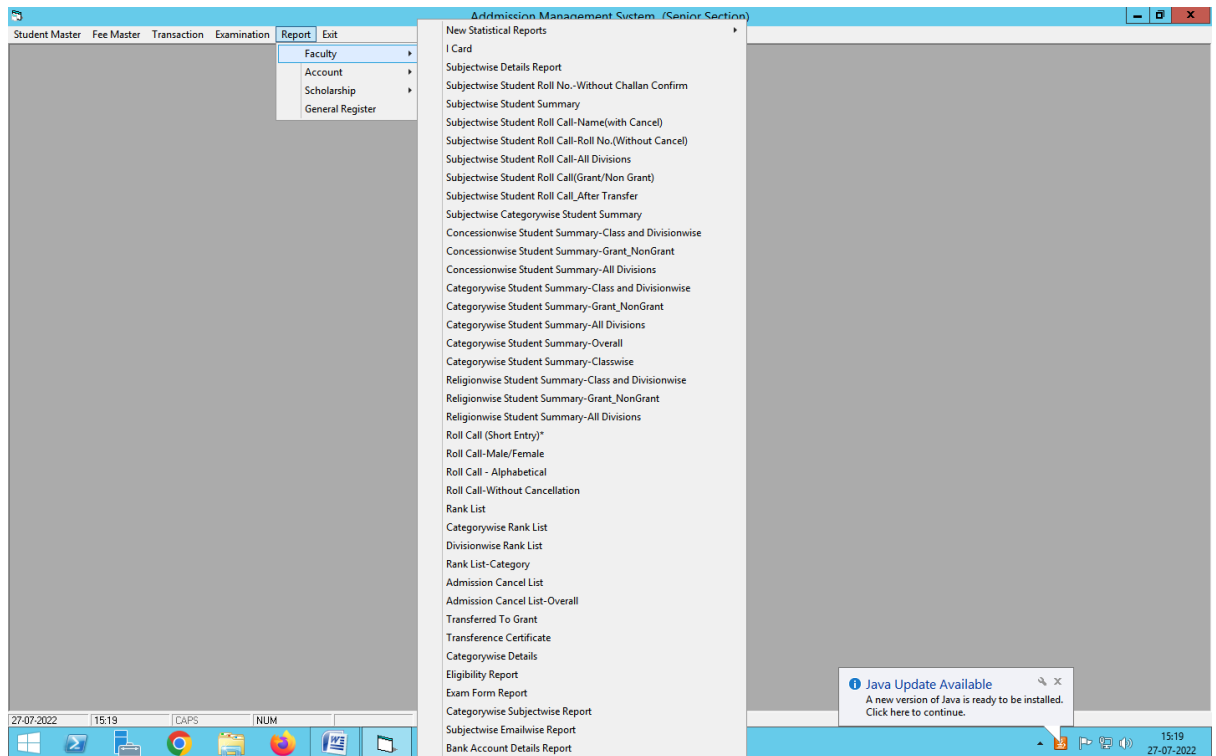 Addmission Management System (Senior Section)
Student Master Fee Master Transaction Examination Report Exit
Faculty
Account
Scholarship
General Register
New Statistical Reports
I Card
Subjectwise Details Report
Subjectwise Student Roll No.-Without Challan Confirm
Subjectwise Student Summary
Subjectwise Student Roll Call-Name(with Cancel)
Subjectwise Student Roll Call-Roll No.(Without Cancel)
Subjectwise Student Roll Call-All Divisions
Subjectwise Student Roll Call(Grant/Non Grant)
Subjectwise Student Roll Call_After Transfer
Subjectwise Categorywise Student Summary
Concessionwise Student Summary-Class and Divisionwise
Concessionwise Student Summary-Grant_NonGrant
Concessionwise Student Summary-All Divisions
Categorywise Student Summary-Class and Divisionwise
Categorywise Student Summary-Grant_NonGrant
Categorywise Student Summary-All Divisions
Categorywise Student Summary-Overall
Categorywise Student Summary-Classwise
Religionwise Student Summary-Class and Divisionwise
Religionwise Student Summary-Grant_NonGrant
Religionwise Student Summary-All Divisions
Roll Call (Short Entry)*
Roll Call-Male/Female
Roll Call - Alphabetical
Roll Call-Without Cancellation
Rank List
Categorywise Rank List
Divisionwise Rank List
Rank List-Category
Admission Cancel List
Admission Cancel List-Overall
Transferred To Grant
Transference Certificate
Categorywise Details
Eligibility Report
Exam Form Report
Categorywise Subjectwise Report
Subjectwise Emailwise Report
Bank Account Details Report
Java Update Available
A new version of Java is ready to be installed.
Click here to continue.
27-07-2022 15:19 CAPS NUM
15:19
27-07-2022